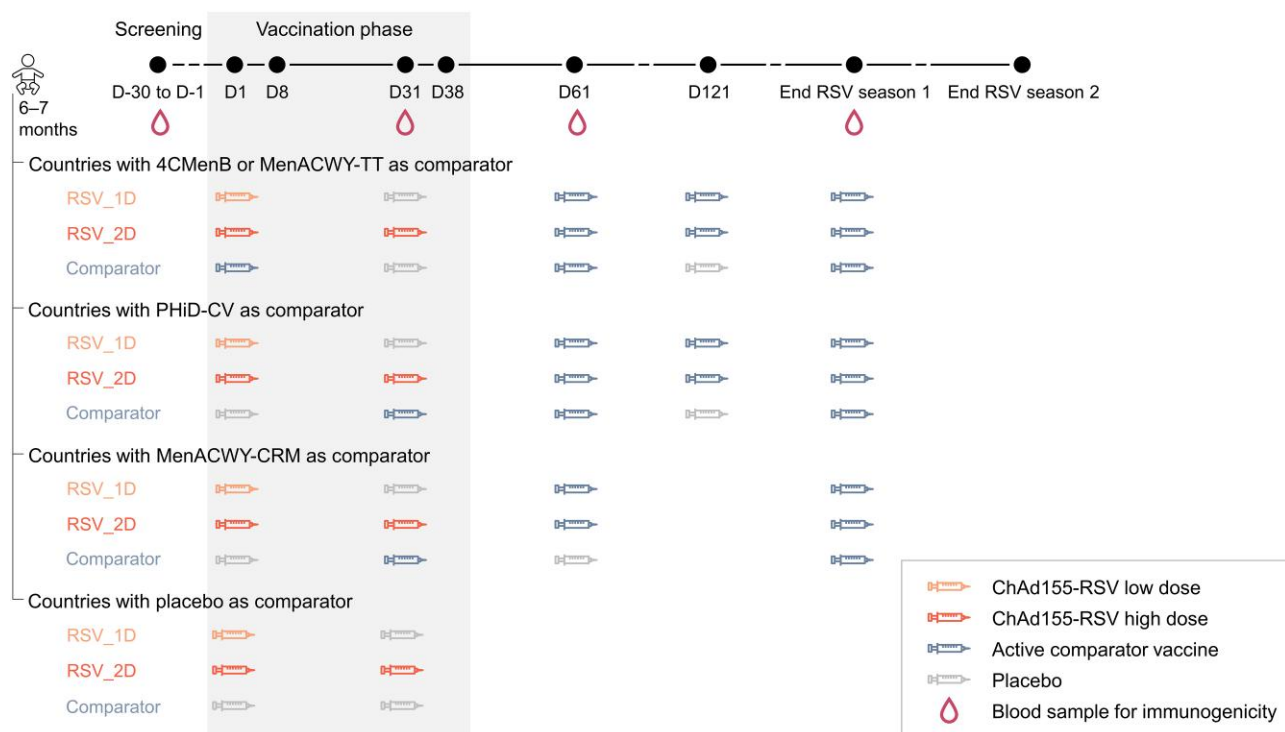 Screening Vaccination phase
D-30 to D-1 D1 D8 D31 D38 D61 D121 End RSV season 1 End RSV season 2
6–7
months
Countries with 4CMenB or MenACWY-TT as comparator
RSV_1D
RSV_2D
Comparator
Countries with PHiD-CV as comparator
RSV_1D
RSV_2D
Comparator
Countries with MenACWY-CRM as comparator
RSV_1D
RSV_2D
Comparator
Countries with placebo as comparator
RSV_1D
RSV_2D
Comparator
ChAd155-RSV low dose
ChAd155-RSV high dose
Active comparator vaccine
Placebo
Blood sample for immunogenicity